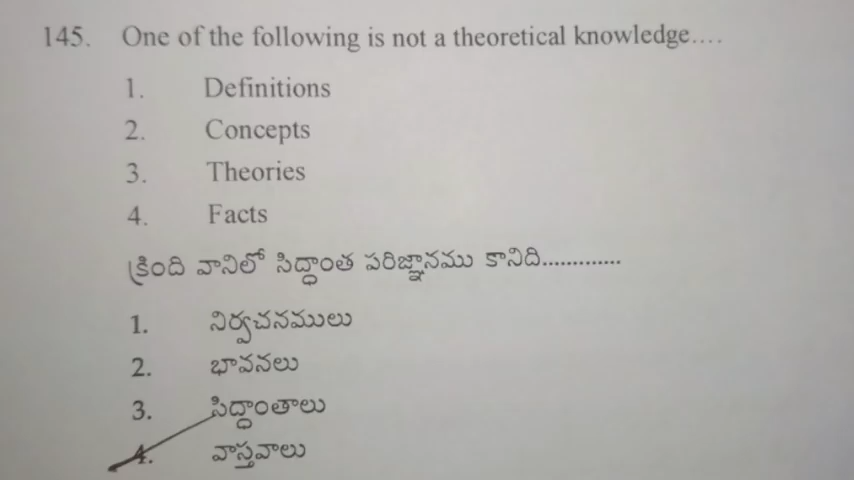 145. One of the following is not a theoretical knowledge....
1. Definitions
2. Concepts
3. Theories
4. Facts
క్రింది వానిలో సిద్ధాంత పరిజ్ఞానము కానిది.............
1. నిర్వచనములు
2. భావనలు
3. సిద్ధాంతాలు
4. వాస్తవాలు